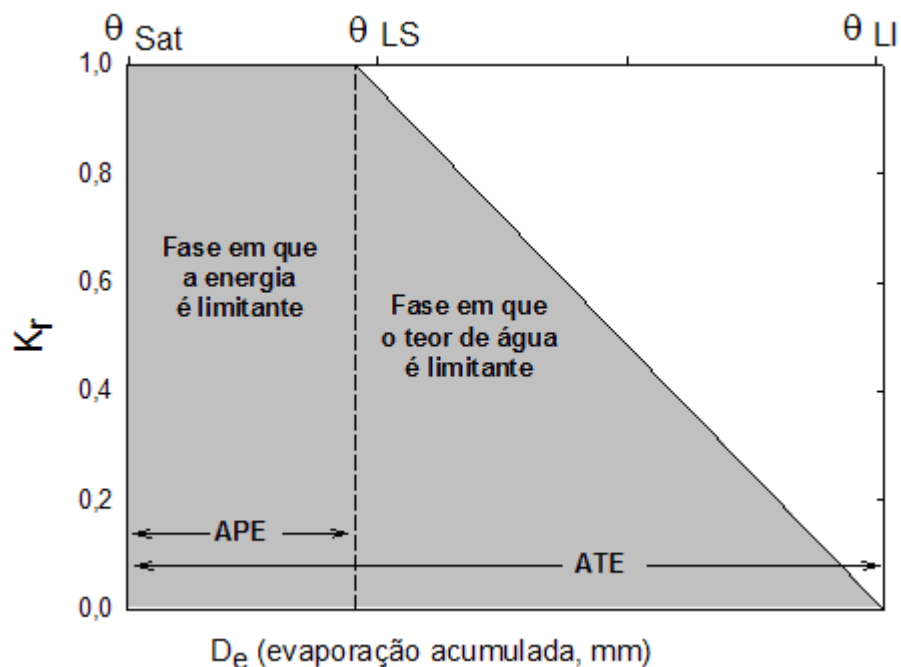 θ Sat θ LS θ LI
1,0
0,8
Fase em que
a energia
é limitante
0,6
Fase em que
o teor de água
é limitante
Kr
0,4
0,2
APE
ATE
0,0
De (evaporação acumulada, mm)